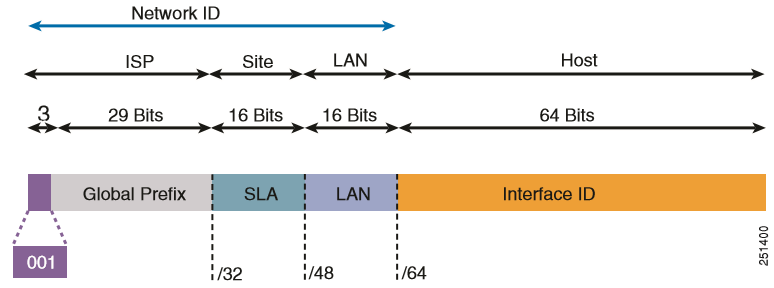 Network ID
ISP Site LAN Host
3 29 Bits 16 Bits 16 Bits 64 Bits
Global Prefix SLA LAN Interface ID
001
/32 /48 /64
251400